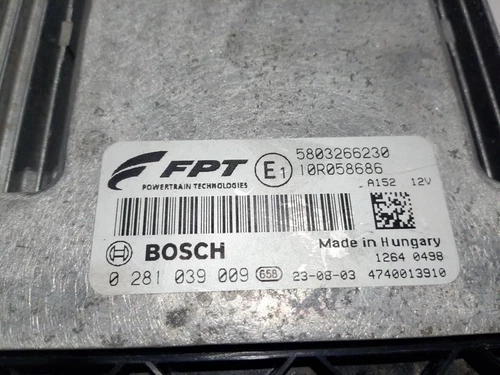 FPT
POWERTRAIN TECHNOLOGIES
E1
5803266230
10R058686
A152 12V
BOSCH
Made in Hungary
1264 0498
0 281 039 009 658 23-08-03 4740013910